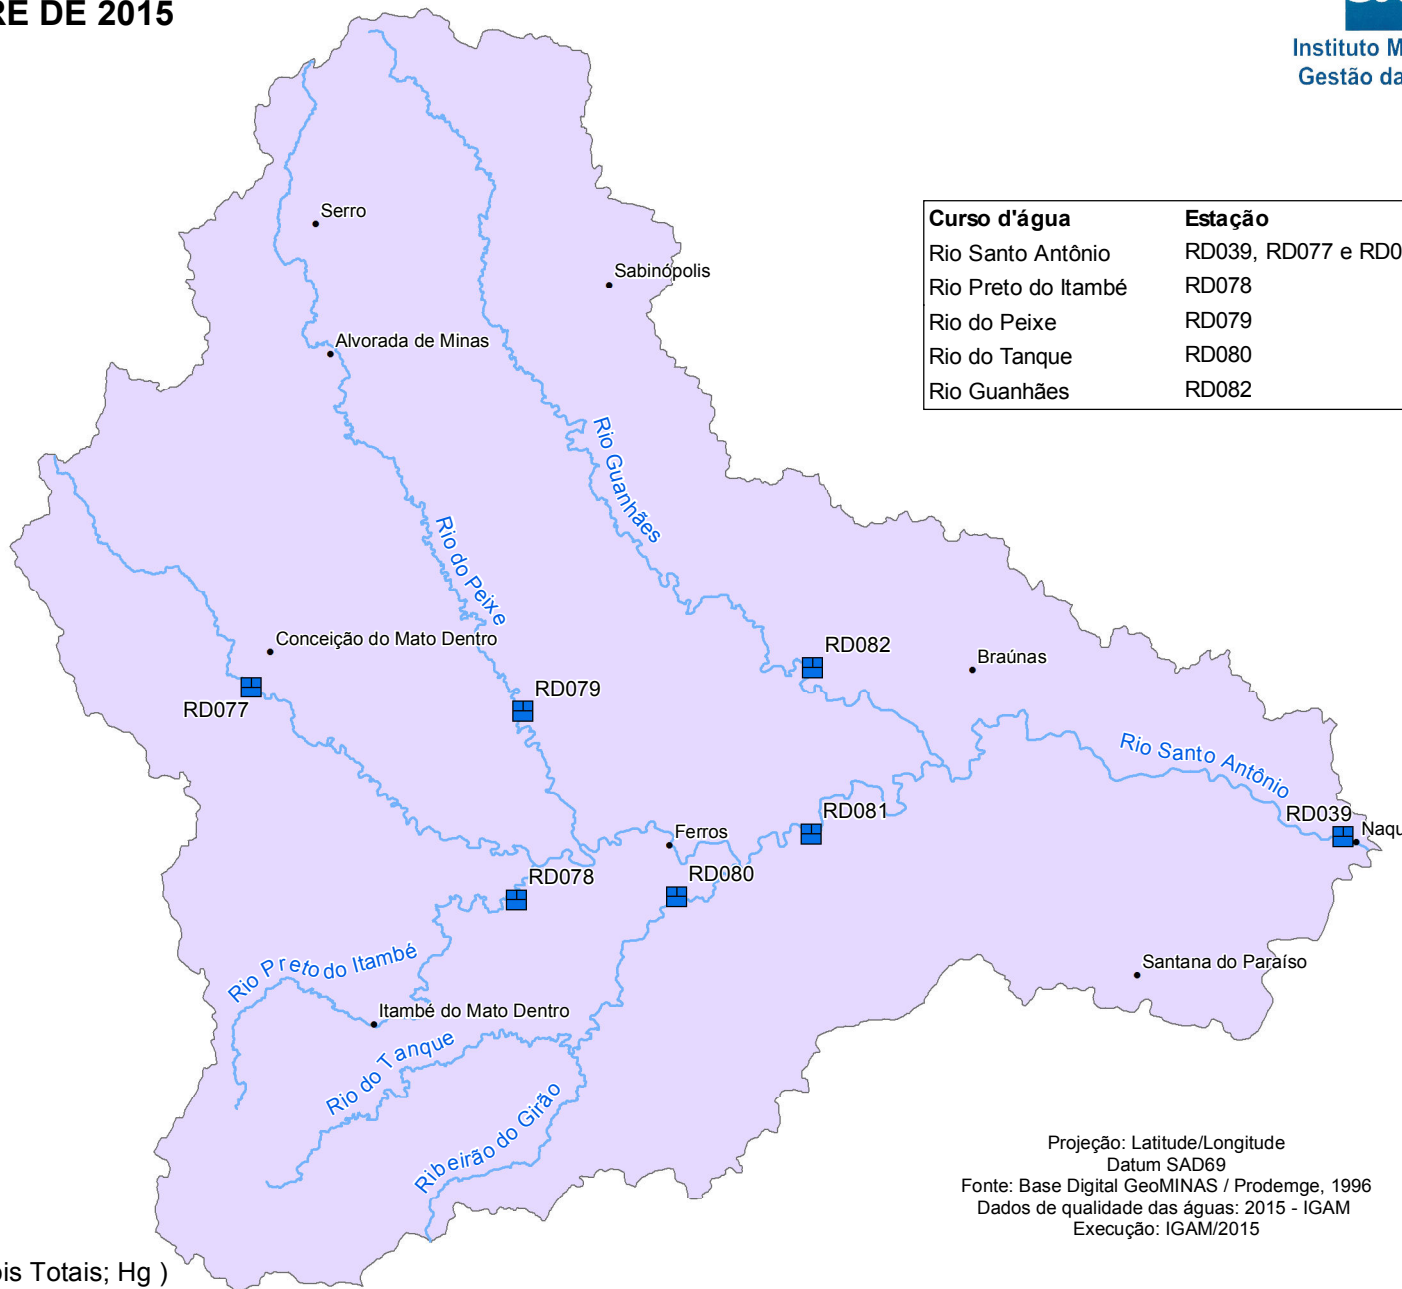 RE DE 2015
Instituto M
Gestão da
Curso d'água Estação
Rio Santo Antônio RD039, RD077 e RD0
Rio Preto do Itambé RD078
Rio do Peixe RD079
Rio do Tanque RD080
Rio Guanhães RD082
Serro
Sabinópolis
Alvorada de Minas
Rio Guanhães
Rio do Peixe
Conceição do Mato Dentro
RD082
Braúnas
RD079
RD077
Rio Santo Antônio
RD081
RD039
Ferros
Naqu
RD078
RD080
Rio Preto do Itambé
Santana do Paraíso
Itambé do Mato Dentro
Rio do Tanque
Ribeirão do Girão
Projeção: Latitude/Longitude
Datum SAD69
Fonte: Base Digital GeoMINAS / Prodemge, 1996
Dados de qualidade das águas: 2015 - IGAM
Execução: IGAM/2015
is Totais; Hg )